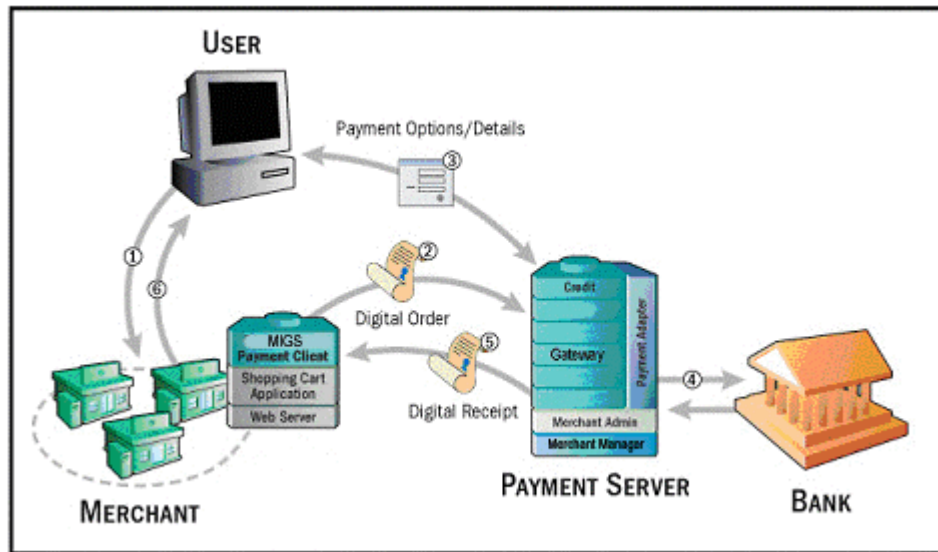 USER
Payment Options/Details
③
①
②
⑥
Digital Order
MIGS
Payment Client
Shopping Cart
Application
Web Server
⑤
Digital Receipt
Credit
Gateway
Payment Adapter
④
Merchant Admin
Merchant Manager
MERCHANT
PAYMENT SERVER
BANK